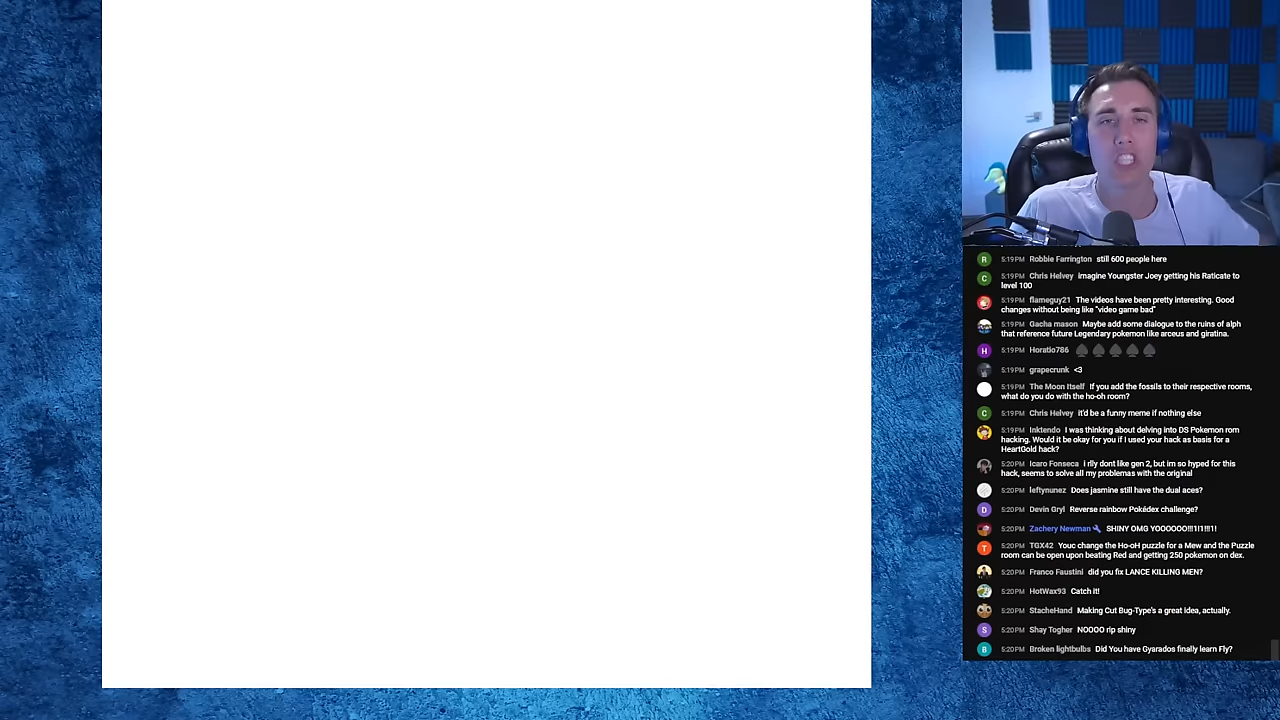 R 5:19PM Robbie Farrington still 600 people here
C 5:19PM Chris Helvey imagine Youngster Joey getting his Raticate to
level 100
5:19PM flameguy21 The videos have been pretty interesting. Good
changes without being like "video game bad"
5:19PM Gacha mason Maybe add some dialogue to the ruins of alph
that reference future Legendary pokemon like arceus and giratina.
H 5:19PM Horatio786
5:19PM grapecrunk <3
5:19PM The Moon Itself If you add the fossils to their respective rooms,
what do you do with the ho-oh room?
C 5:19PM Chris Helvey it'd be a funny meme if nothing else
5:19PM Inktendo I was thinking about delving into DS Pokemon rom
hacking. Would it be okay for you if I used your hack as basis for a
HeartGold hack?
5:20PM Icaro Fonseca i rlly dont like gen 2, but im so hyped for this
hack, seems to solve all my problems with the original
5:20PM leftynunez Does jasmine still have the dual aces?
D 5:20PM Devin Gryl Reverse rainbow Pokédex challenge?
5:20PM Zachery Newman SHINY OMG YOOOOOO!!!1!1!!!1!
T 5:20PM TGX42 Youc change the Ho-oH puzzle for a Mew and the Puzzle
room can be open upon beating Red and getting 250 pokemon on dex.
5:20PM Franco Faustini did you fix LANCE KILLING MEN?
5:20PM HotWax93 Catch it!
5:20PM StacheHand Making Cut Bug-Type's a great idea, actually.
S 5:20PM Shay Togher NOOOO rip shiny
B 5:20PM Broken lightbulbs Did You have Gyarados finally learn Fly?